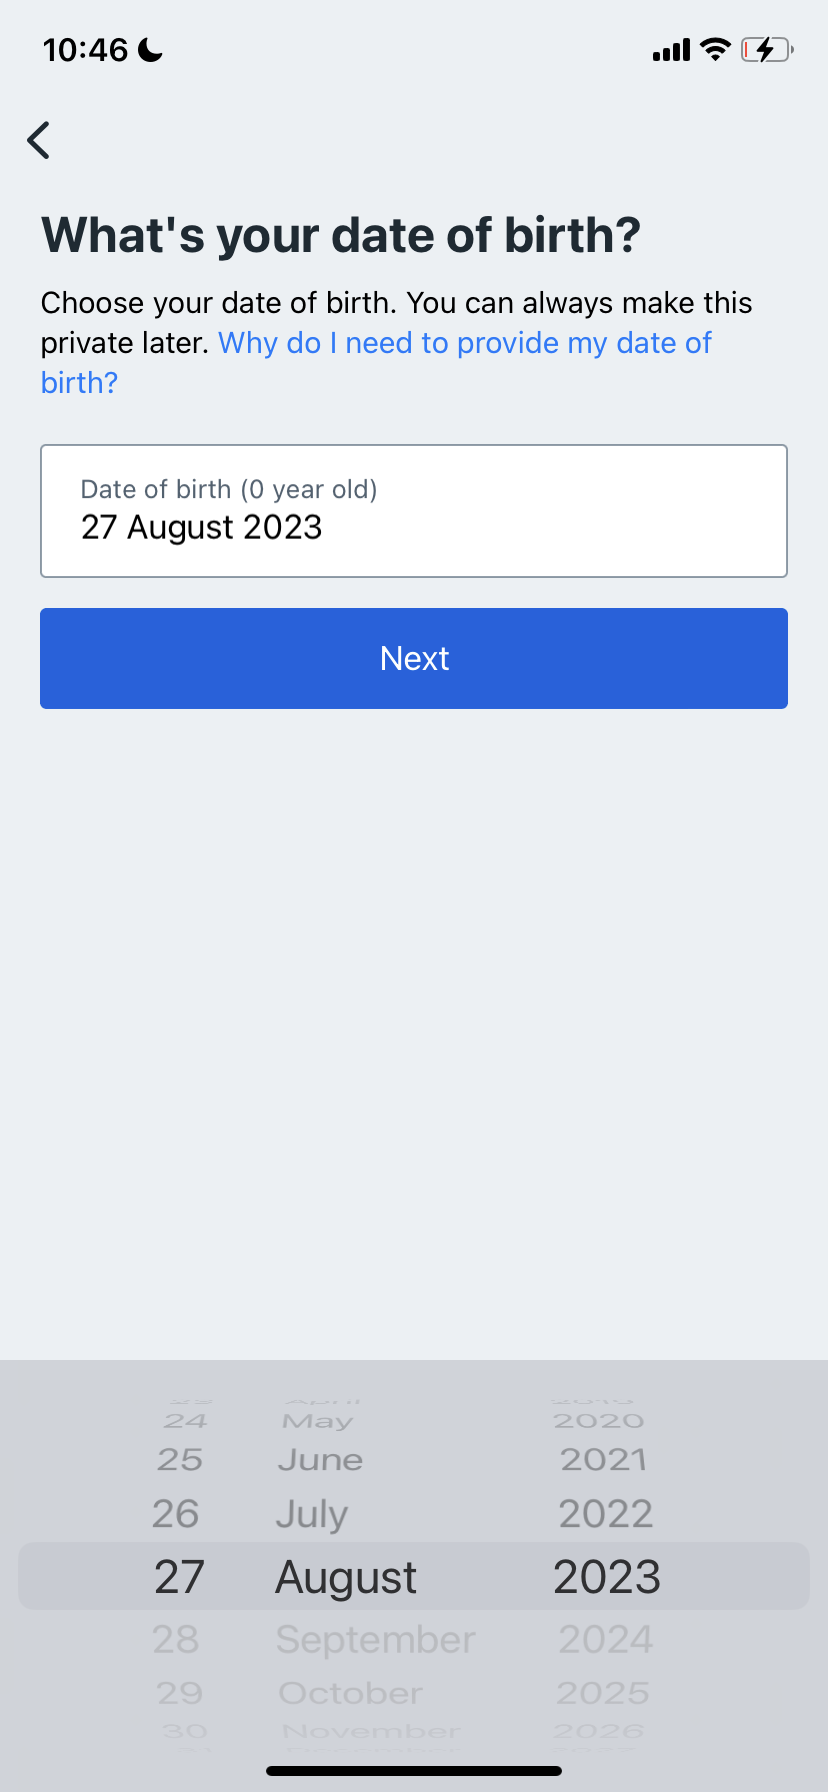 10:46
What's your date of birth?
Choose your date of birth. You can always make this
private later. Why do I need to provide my date of
birth?
Date of birth (0 year old)
27 August 2023
Next
24 May 2020
25 June 2021
26 July 2022
27 August 2023
28 September 2024
29 October 2025
30 November 2026